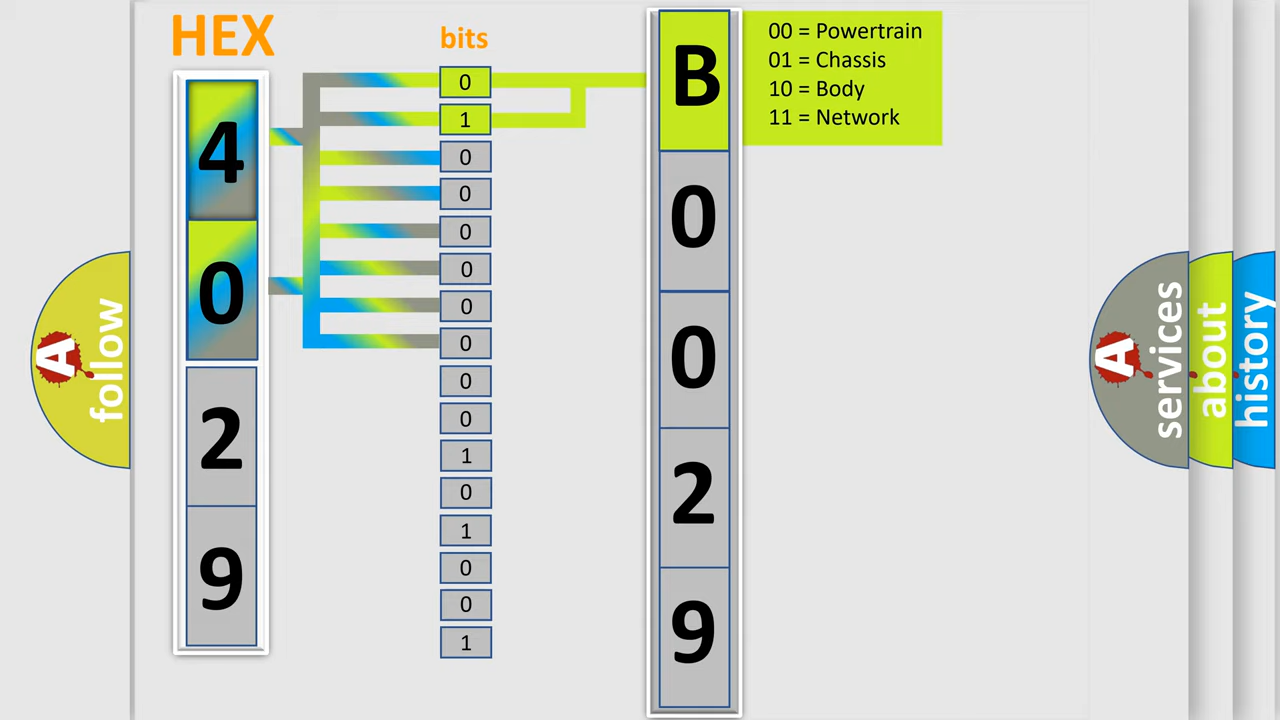 HEX
bits
4
0
2
9
0
1
0
0
0
0
0
0
0
0
1
0
1
0
0
1
B
0
0
2
9
00 = Powertrain
01 = Chassis
10 = Body
11 = Network
A
follow
A
services
about
history